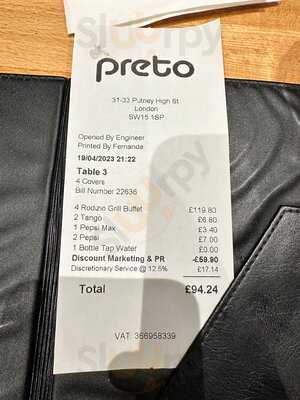 preto
31-33 Putney High St
London
SW15 1SP
Opened By Engineer
Printed By Fernanda
19/04/2023 21:22
Table 3
4 Covers
Bill Number 22636
4 Rodizio Grill Buffet £119.80
2 Tango £6.80
1 Pepsi Max £3.40
2 Pepsi £7.00
1 Bottle Tap Water £0.00
Discount Marketing & PR -£59.90
Discretionary Service @ 12.5% £17.14
Total £94.24
VAT: 366958339
Sluurpy